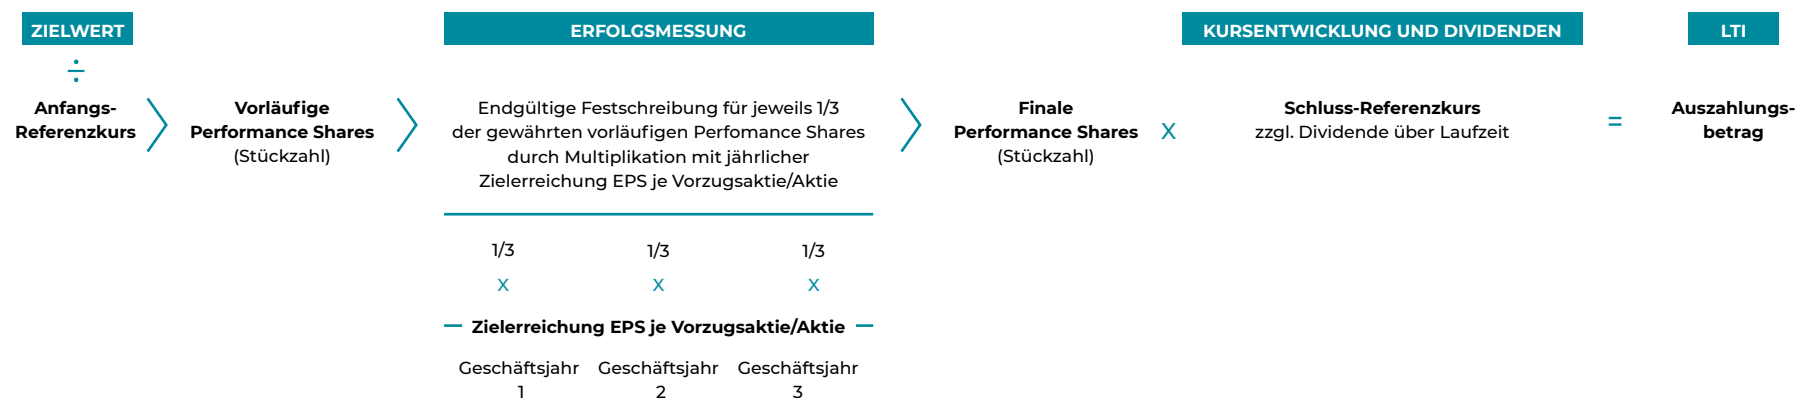 ZIELWERT
÷
Anfangs-
Referenzkurs
Vorläufige
Performance Shares
(Stückzahl)
ERFOLGSMESSUNG
Endgültige Festschreibung für jeweils 1/3
der gewährten vorläufigen Perfomance Shares
durch Multiplikation mit jährlicher
Zielerreichung EPS je Vorzugsaktie/Aktie
1/3 1/3 1/3
x x x
Zielerreichung EPS je Vorzugsaktie/Aktie
Geschäftsjahr Geschäftsjahr Geschäftsjahr
1 2 3
Finale
Performance Shares
(Stückzahl)
x
KURSENTWICKLUNG UND DIVIDENDEN
Schluss-Referenzkurs
zzgl. Dividende über Laufzeit
=
LTI
Auszahlungs-
betrag